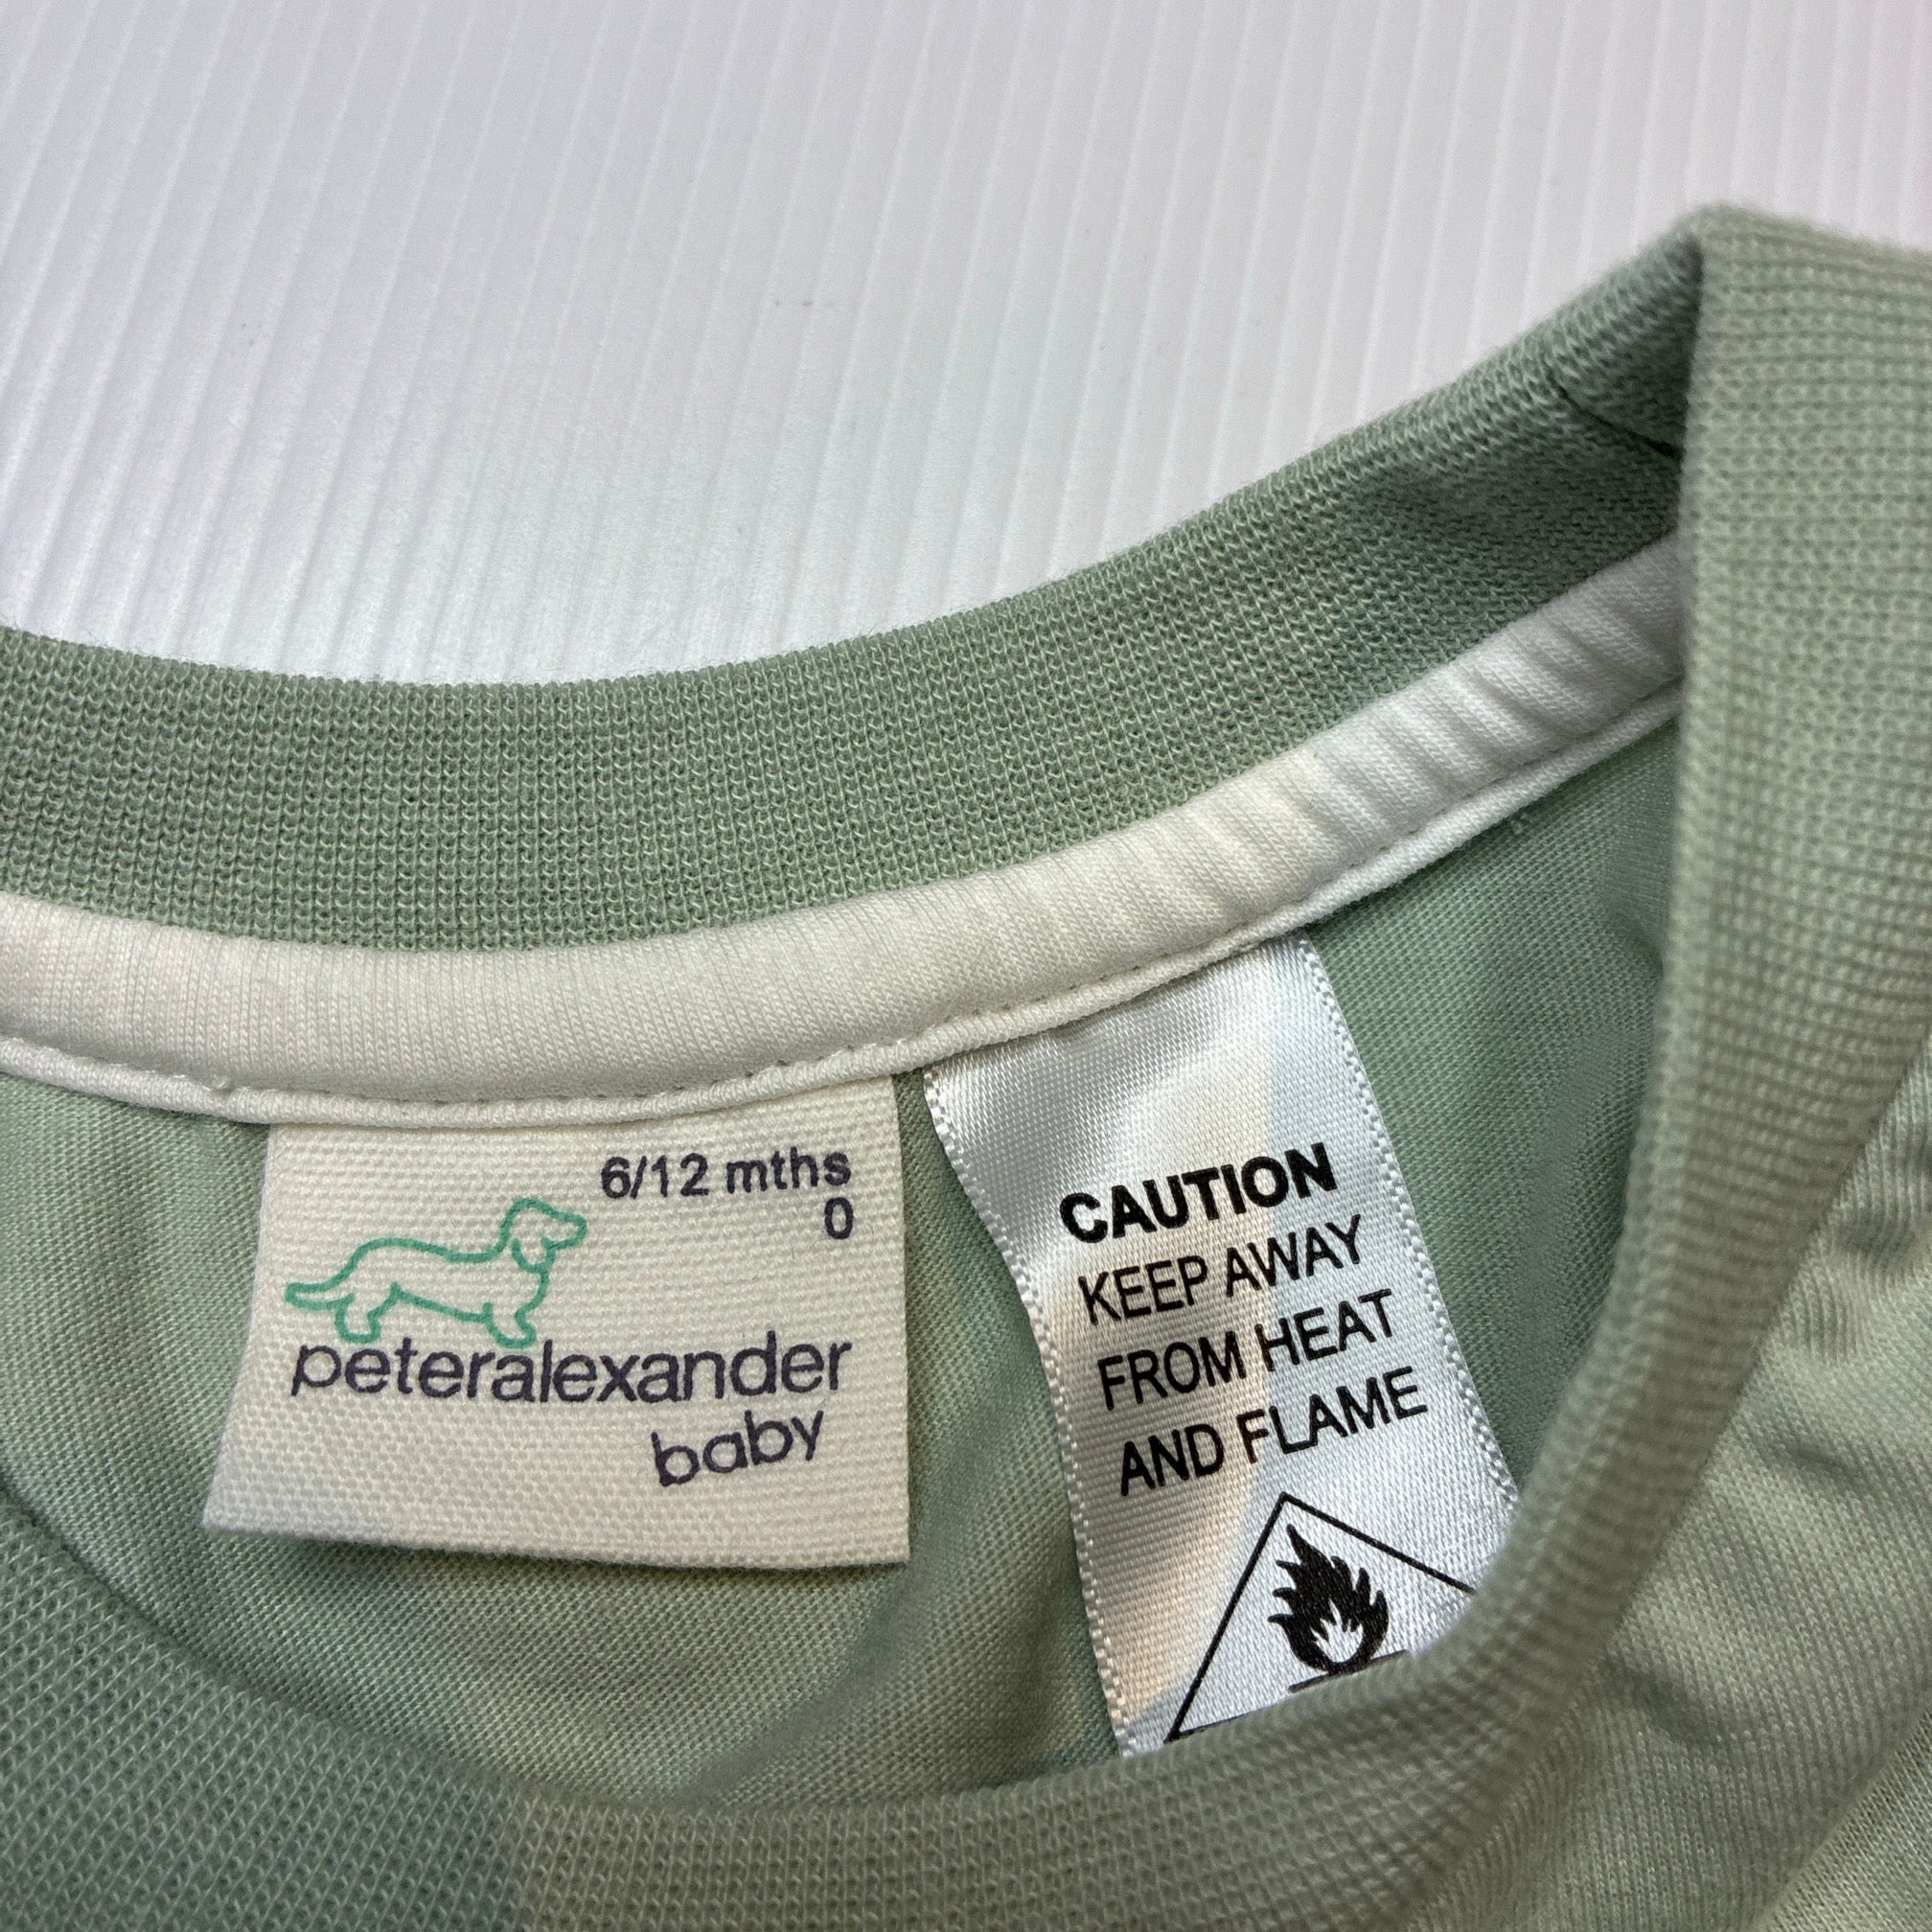 6/12 mths
0
peteralexander
baby
CAUTION
KEEP AWAY
FROM HEAT
AND FLAME